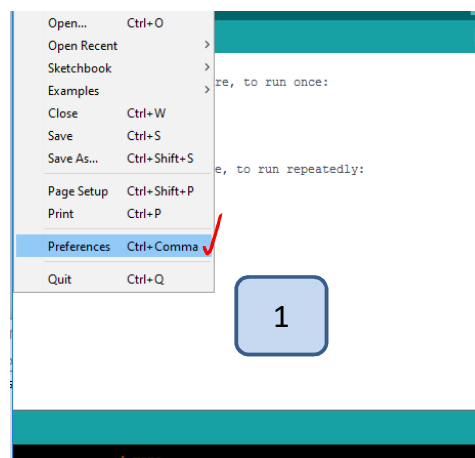 Open... Ctrl+O
Open Recent >
Sketchbook >
Examples >
re, to run once:
Close Ctrl+W
Save Ctrl+S
Save As... Ctrl+Shift+S
e, to run repeatedly:
Page Setup Ctrl+Shift+P
Print Ctrl+P
Preferences Ctrl+Comma
Quit Ctrl+Q
1